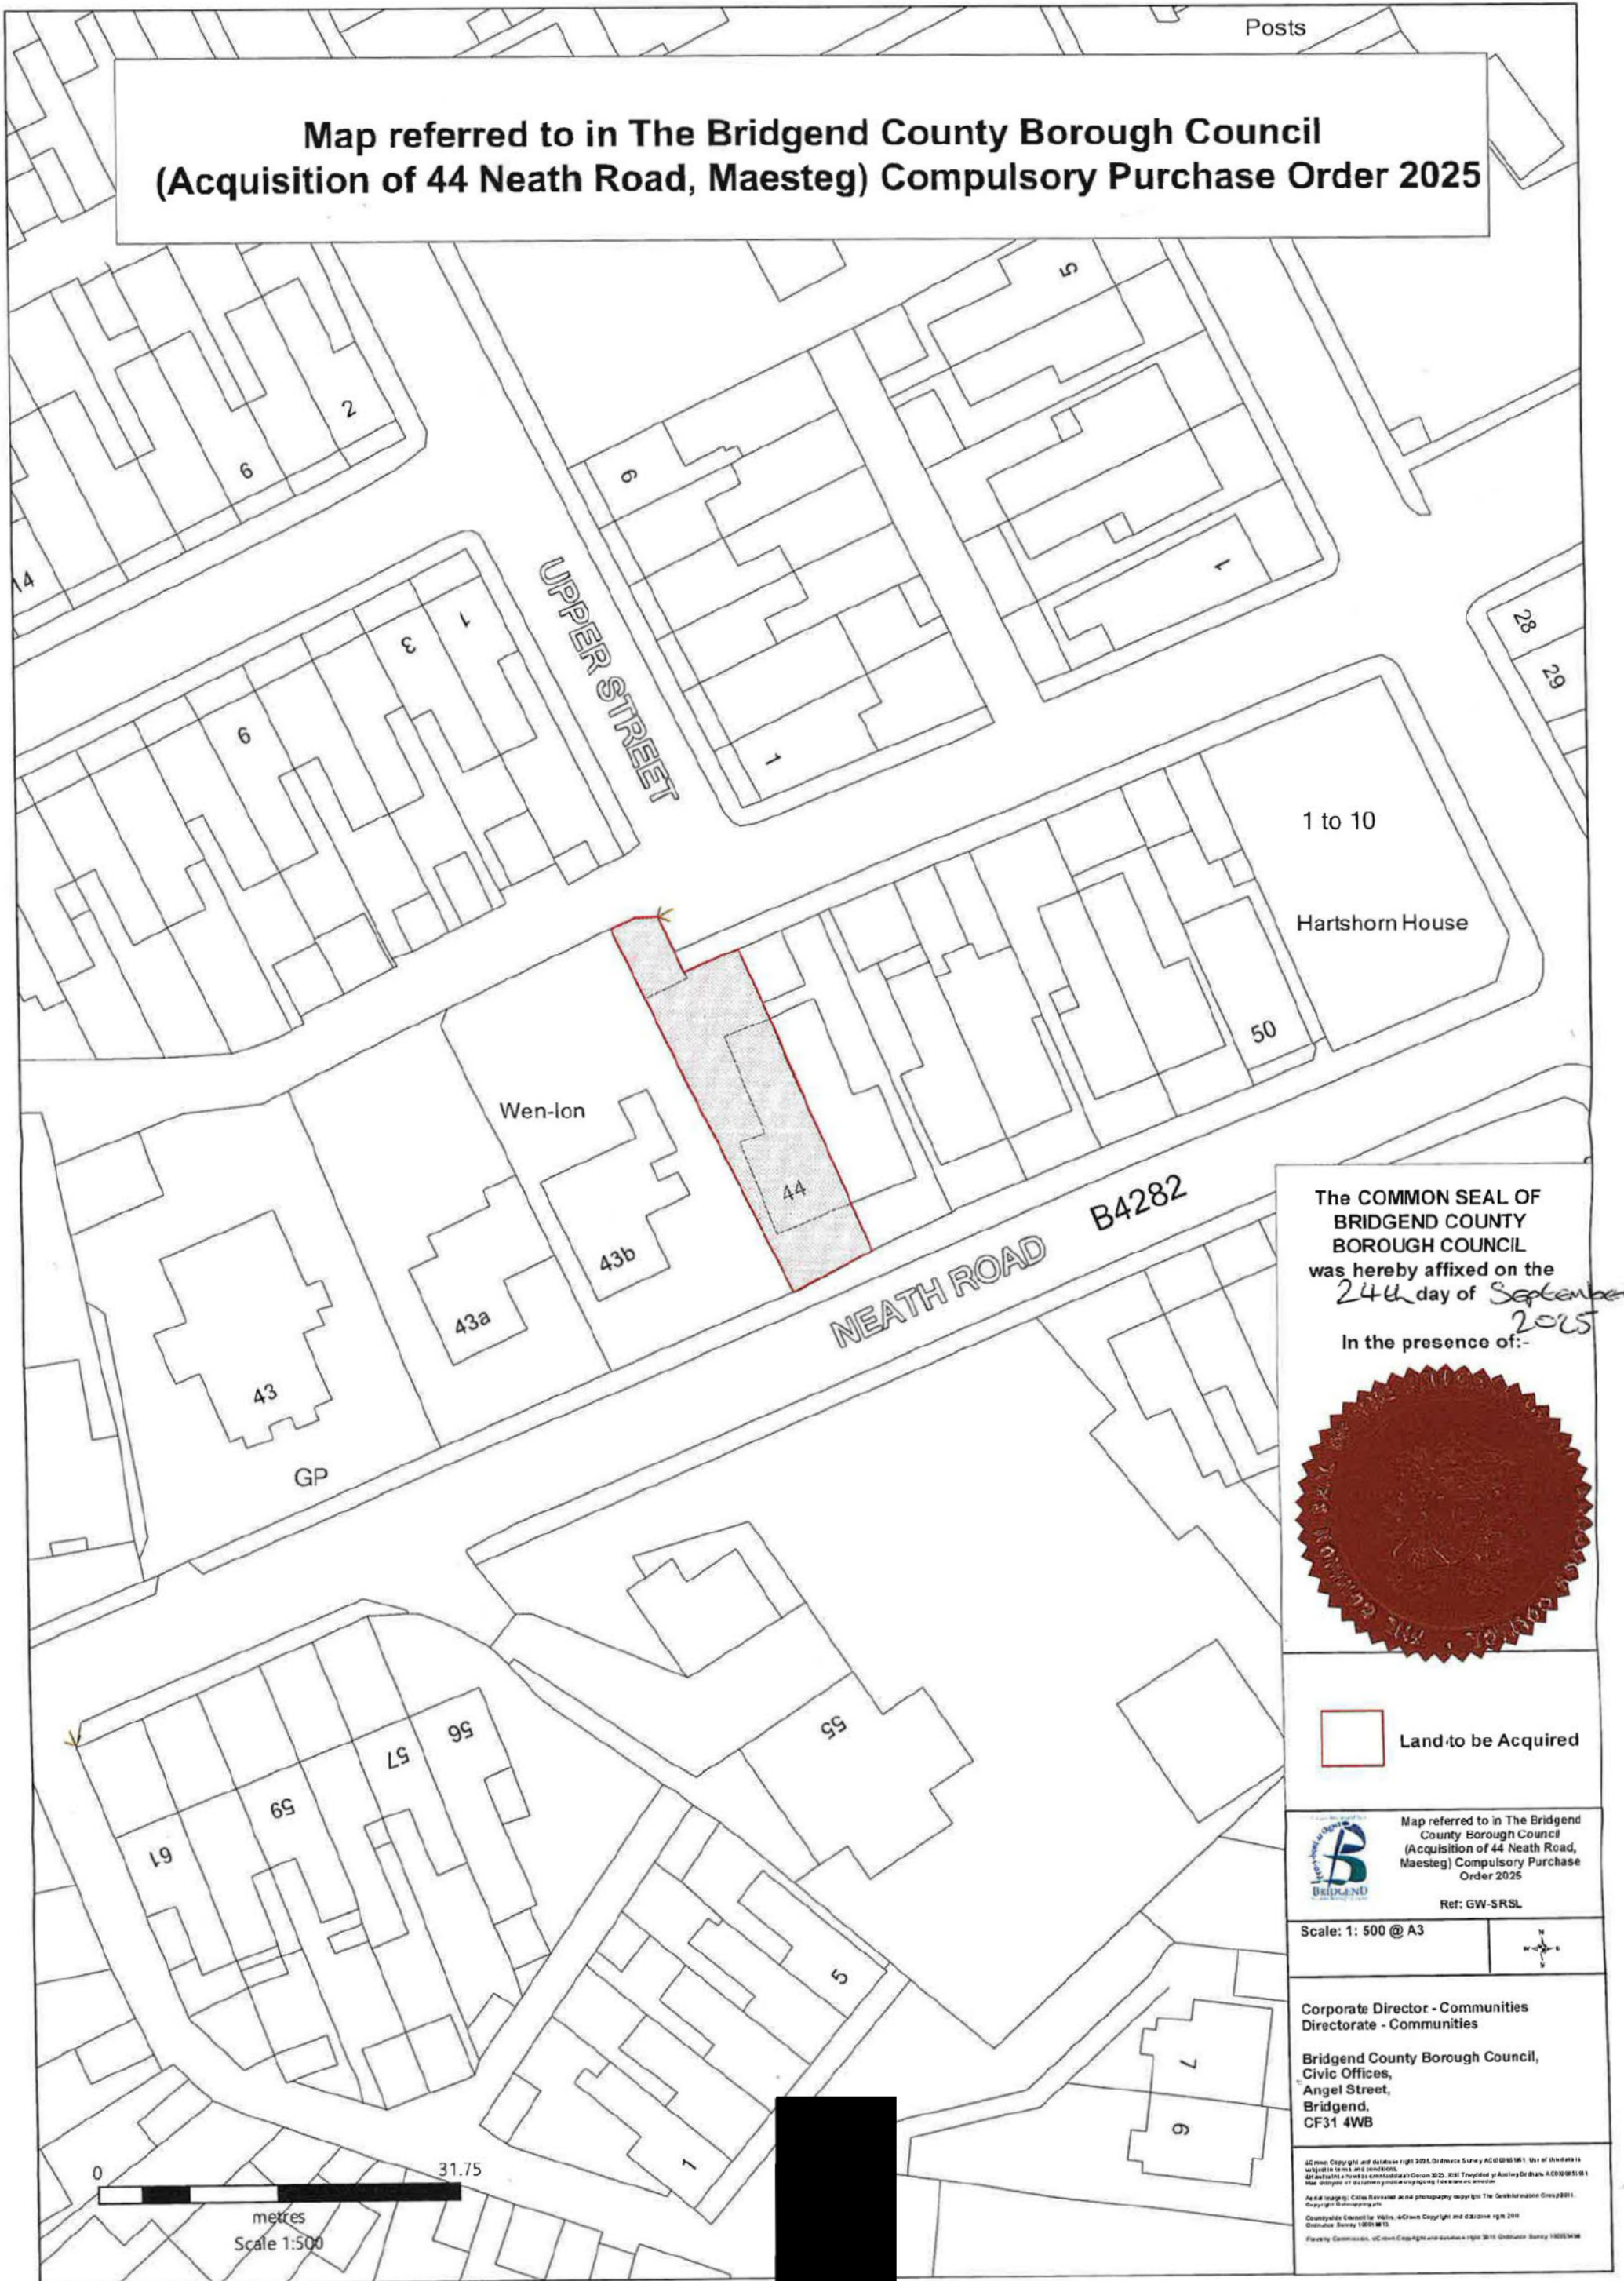 Posts
Map referred to in The Bridgend County Borough Council
(Acquisition of 44 Neath Road, Maesteg) Compulsory Purchase Order 2025
5
2
6
9
14
UPPER STREET
1
3
1
28
29
9
1
1 to 10
Hartshorn House
50
Wen-lon
44
43b
43a
43
GP
NEATH ROAD
B4282
The COMMON SEAL OF
BRIDGEND COUNTY
BOROUGH COUNCIL
was hereby affixed on the
24th day of September
2025
In the presence of:-
55
56
57
59
61
Land to be Acquired
BRIDGEND
Map referred to in The Bridgend
County Borough Council
(Acquisition of 44 Neath Road,
Maesteg) Compulsory Purchase
Order 2025
Ref: GW-SRSL
Scale: 1: 500 @ A3
N
W E
S
5
1
7
6
Corporate Director - Communities
Directorate - Communities
Bridgend County Borough Council,
Civic Offices,
Angel Street,
Bridgend,
CF31 4WB
0
31.75
metres
Scale 1:500